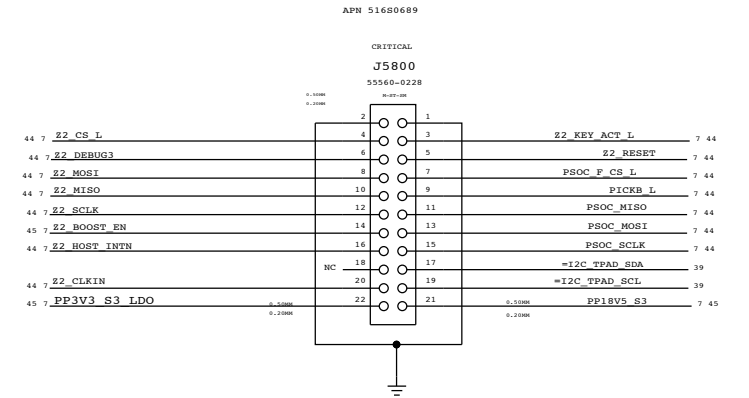 APN 516S0689
CRITICAL
J5800
55560-0228
M-ST-SM
0.50MM
0.20MM
2 1
44 7 Z2_CS_L 4 3 Z2_KEY_ACT_L 7 44
44 7 Z2_DEBUG3 6 5 Z2_RESET 7 44
44 7 Z2_MOSI 8 7 PSOC_F_CS_L 7 44
44 7 Z2_MISO 10 9 PICKB_L 7 44
44 7 Z2_SCLK 12 11 PSOC_MISO 7 44
45 7 Z2_BOOST_EN 14 13 PSOC_MOSI 7 44
44 7 Z2_HOST_INTN 16 15 PSOC_SCLK 7 44
NC 18 17 =I2C_TPAD_SDA 39
44 7 Z2_CLKIN 20 19 =I2C_TPAD_SCL 39
45 7 PP3V3_S3_LDO 0.50MM 22 21 0.50MM PP18V5_S3 7 45
0.20MM 0.20MM